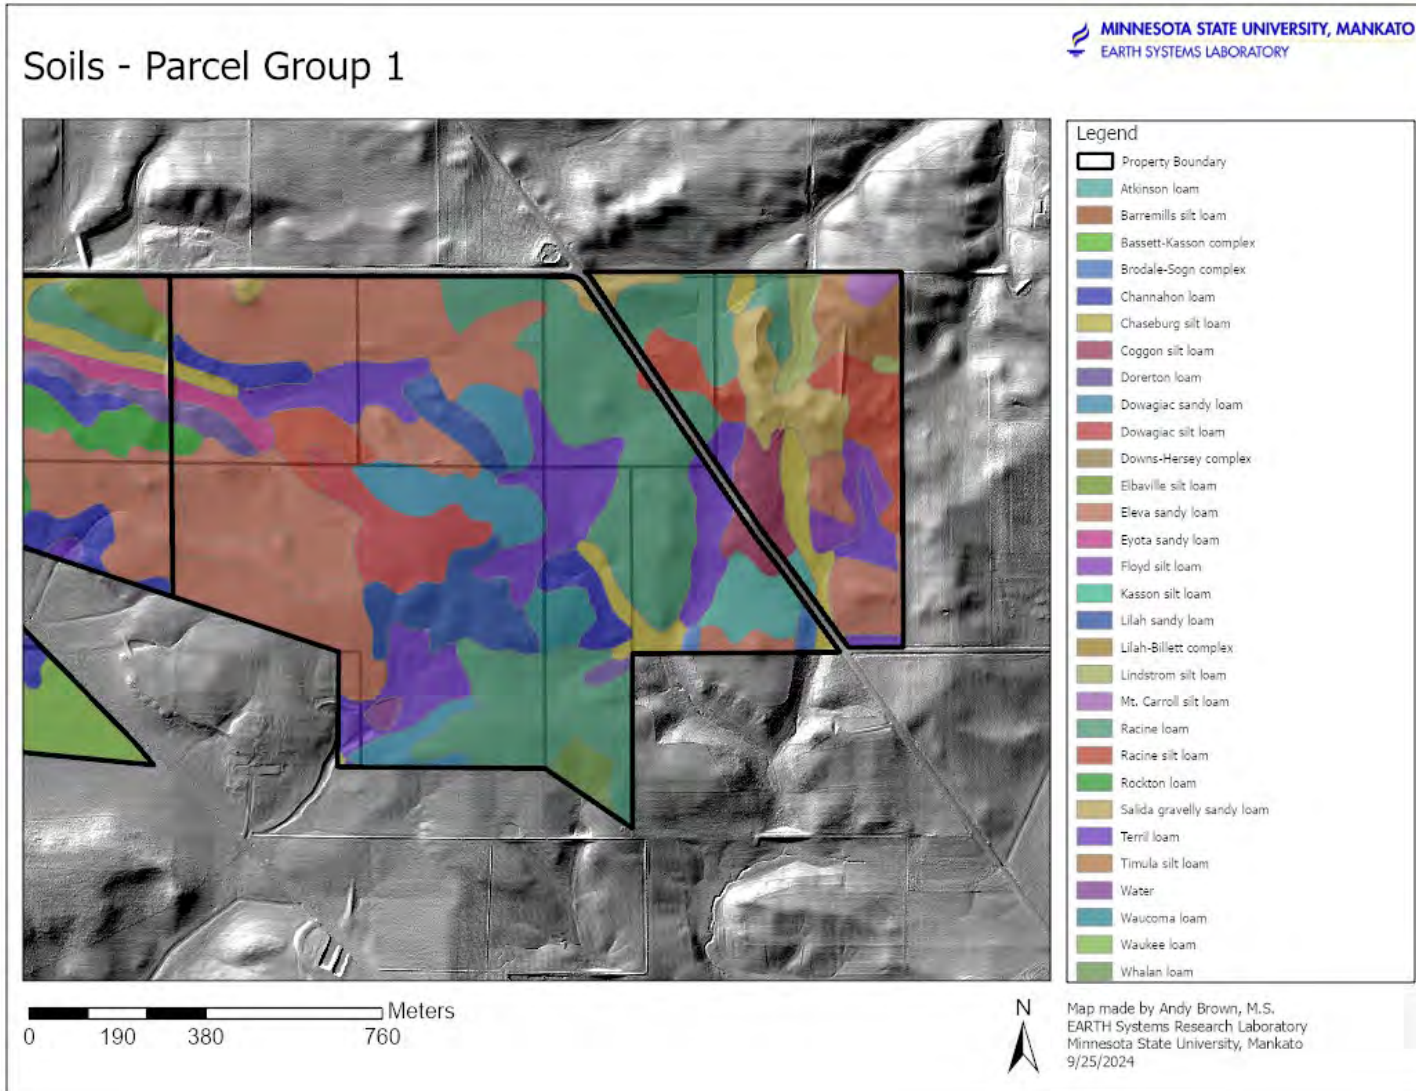 MINNESOTA STATE UNIVERSITY, MANKATO
EARTH SYSTEMS LABORATORY
Soils - Parcel Group 1
Legend
Property Boundary
Atkinson loam
Barremills silt loam
Bassett-Kasson complex
Brodale-Sogn complex
Channahon loam
Chaseburg silt loam
Coggon silt loam
Dorerton loam
Dowagiac sandy loam
Dowagiac silt loam
Downs-Hersey complex
Elbaville silt loam
Eleva sandy loam
Eyota sandy loam
Floyd silt loam
Kasson silt loam
Lilah sandy loam
Lilah-Billett complex
Lindstrom silt loam
Mt. Carroll silt loam
Racine loam
Racine silt loam
Rockton loam
Salida gravelly sandy loam
Terril loam
Timula silt loam
Water
Waucoma loam
Waukee loam
Whalan loam
Meters
0 190 380 760
N
Map made by Andy Brown, M.S.
EARTH Systems Research Laboratory
Minnesota State University, Mankato
9/25/2024